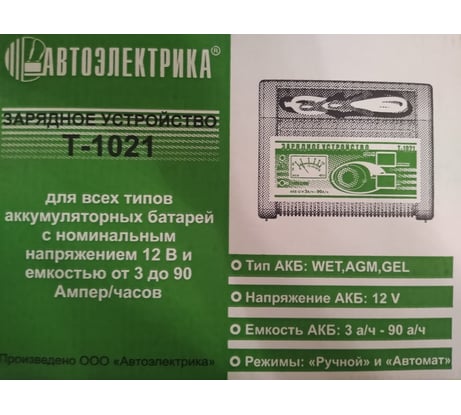 АВТОЭЛЕКТРИКА®
ЗАРЯДНОЕ УСТРОЙСТВО
Т-1021
для всех типов
аккумуляторных батарей
с номинальным
напряжением 12 В и
емкостью от 3 до 90
Ампер/часов
Произведено ООО «Автоэлектрика»
ЗАРЯДНОЕ УСТРОЙСТВО
Т-1021
Тип АКБ: WET,AGM,GEL
Напряжение АКБ: 12 V
Емкость АКБ: 3 а/ч - 90 а/ч
Режимы: «Ручной» и «Автомат»